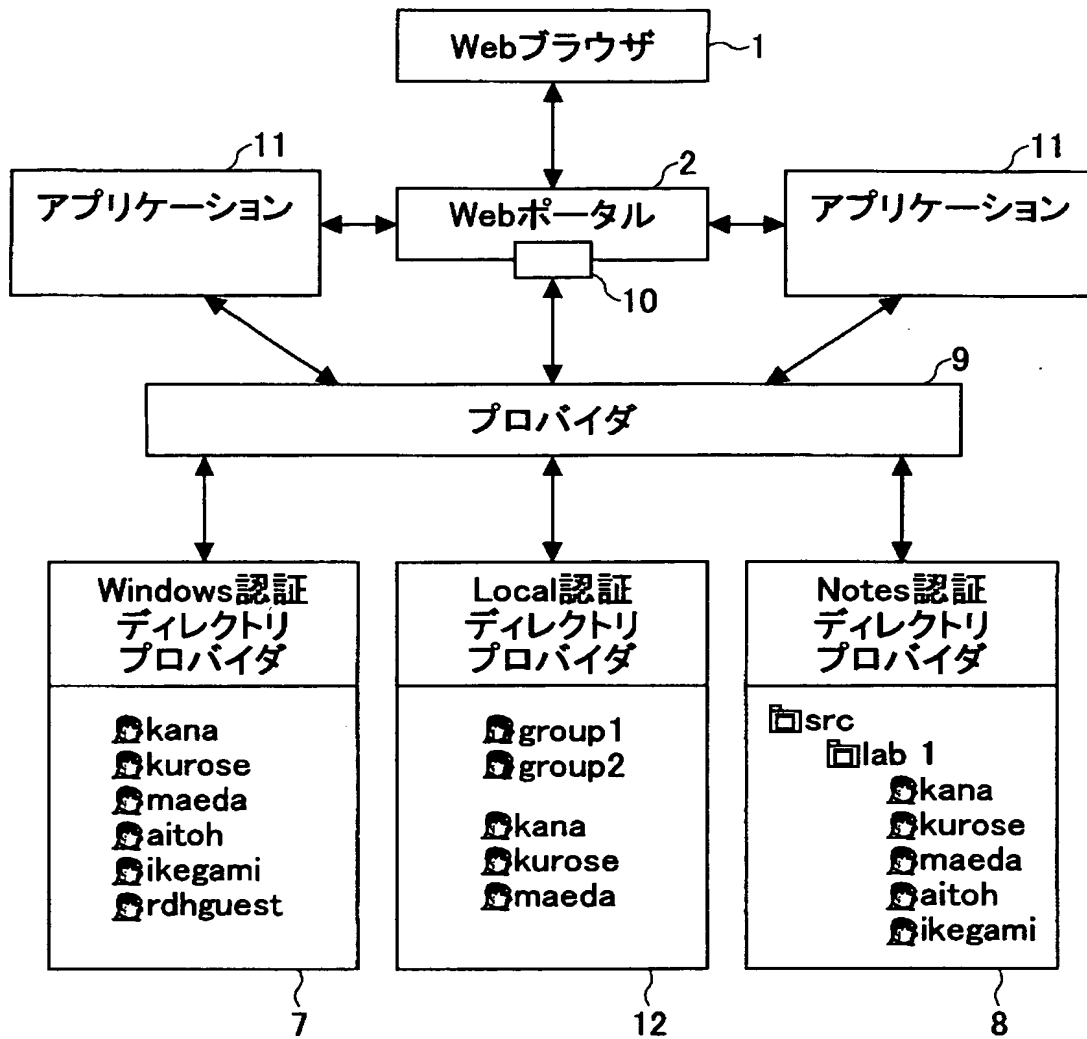 Webブラウザ
1
11
アプリケーション
2
Webポータル
10
11
アプリケーション
9
プロバイダ
Windows認証
ディレクトリ
プロバイダ
kana
kurose
maeda
aitoh
ikegami
rdhguest
7
Local認証
ディレクトリ
プロバイダ
group1
group2
kana
kurose
maeda
12
Notes認証
ディレクトリ
プロバイダ
src
lab 1
kana
kurose
maeda
aitoh
ikegami
8